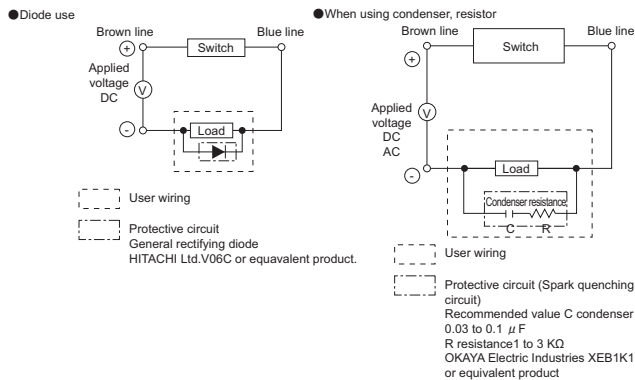 ●Diode use
Brown line
Blue line
+
Switch
Applied
voltage
DC
V
-
Load
User wiring
Protective circuit
General rectifying diode
HITACHI Ltd.V06C or equavalent product.
●When using condenser, resistor
Brown line
Blue line
+
Switch
Applied
voltage
DC
AC
V
-
Load
Condenser resistance
C
R
User wiring
Protective circuit (Spark quenching
circuit)
Recommended value C condenser
0.03 to 0.1 μF
R resistance1 to 3 KΩ
OKAYA Electric Industries XEB1K1
or equivalent product